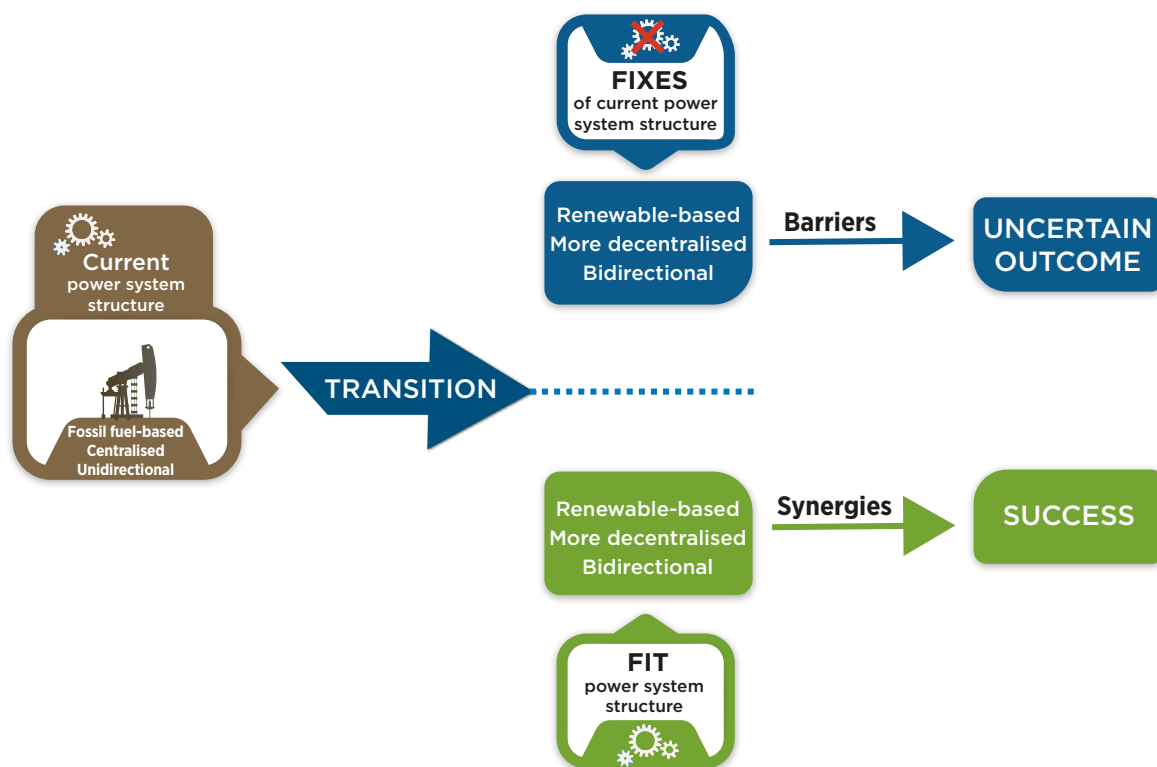 FIXES
of current power
system structure
Renewable-based
More decentralised
Bidirectional
Barriers
UNCERTAIN
OUTCOME
Current
power system
structure
Fossil fuel-based
Centralised
Unidirectional
TRANSITION
Renewable-based
More decentralised
Bidirectional
Synergies
SUCCESS
FIT
power system
structure